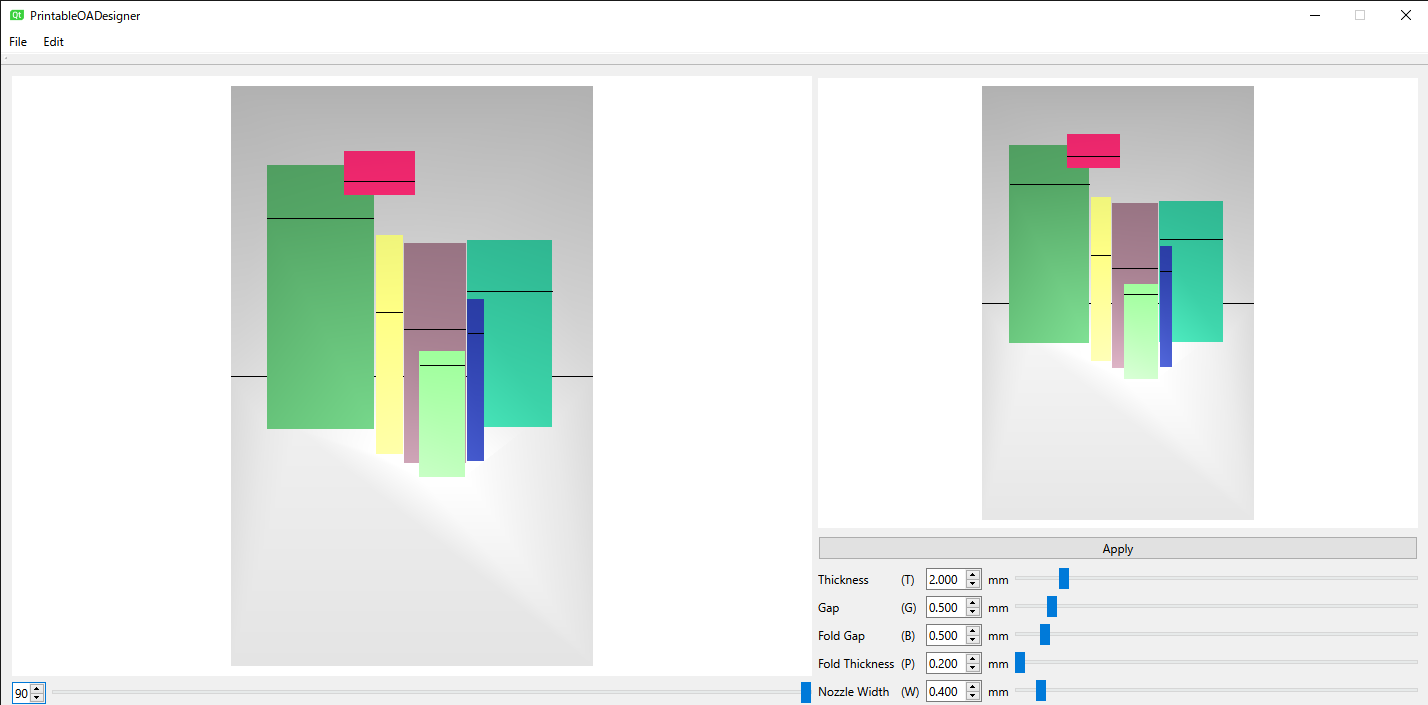 Qt PrintableOADesigner
File Edit
Apply
Thickness (T) 2.000 mm
Gap (G) 0.500 mm
Fold Gap (B) 0.500 mm
Fold Thickness (P) 0.200 mm
90 Nozzle Width (W) 0.400 mm